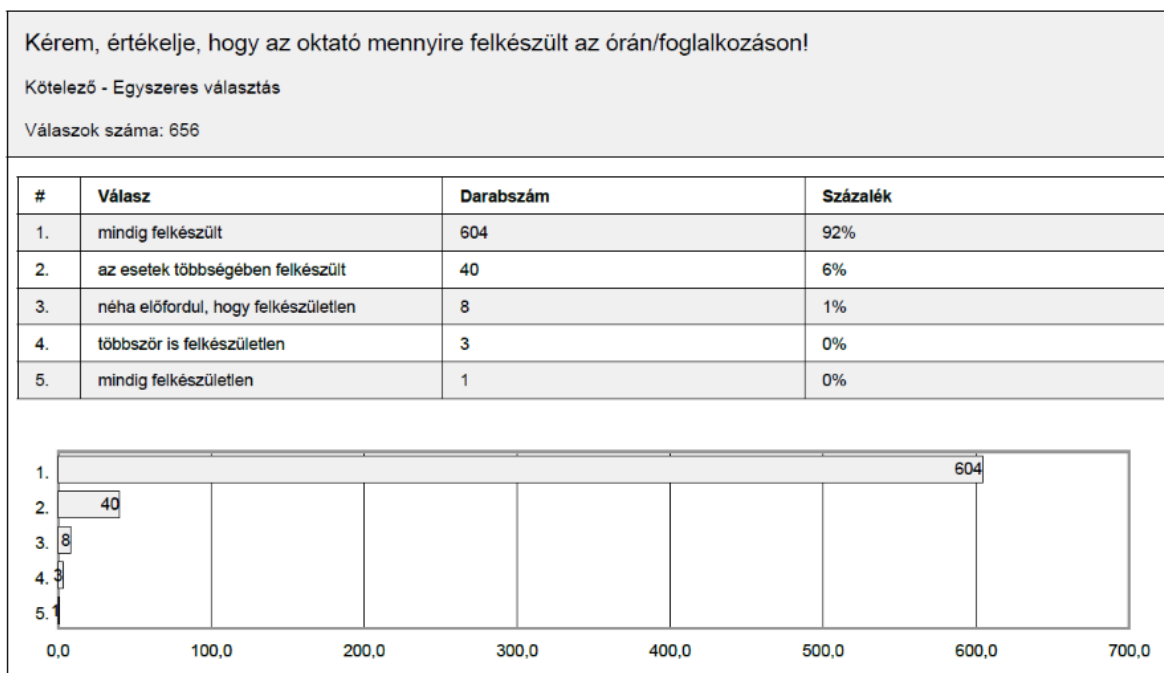 Kérem, értékelje, hogy az oktató mennyire felkészült az órán/foglalkozáson!
Kötelező - Egyszeres választás
Válaszok száma: 656
# Válasz Darabszám Százalék
1. mindig felkészült 604 92%
2. az esetek többségében felkészült 40 6%
3. néha előfordul, hogy felkészületlen 8 1%
4. többször is felkészületlen 3 0%
5. mindig felkészületlen 1 0%
1. 604
2. 40
3. 8
4. 3
5. 1
0,0 100,0 200,0 300,0 400,0 500,0 600,0 700,0